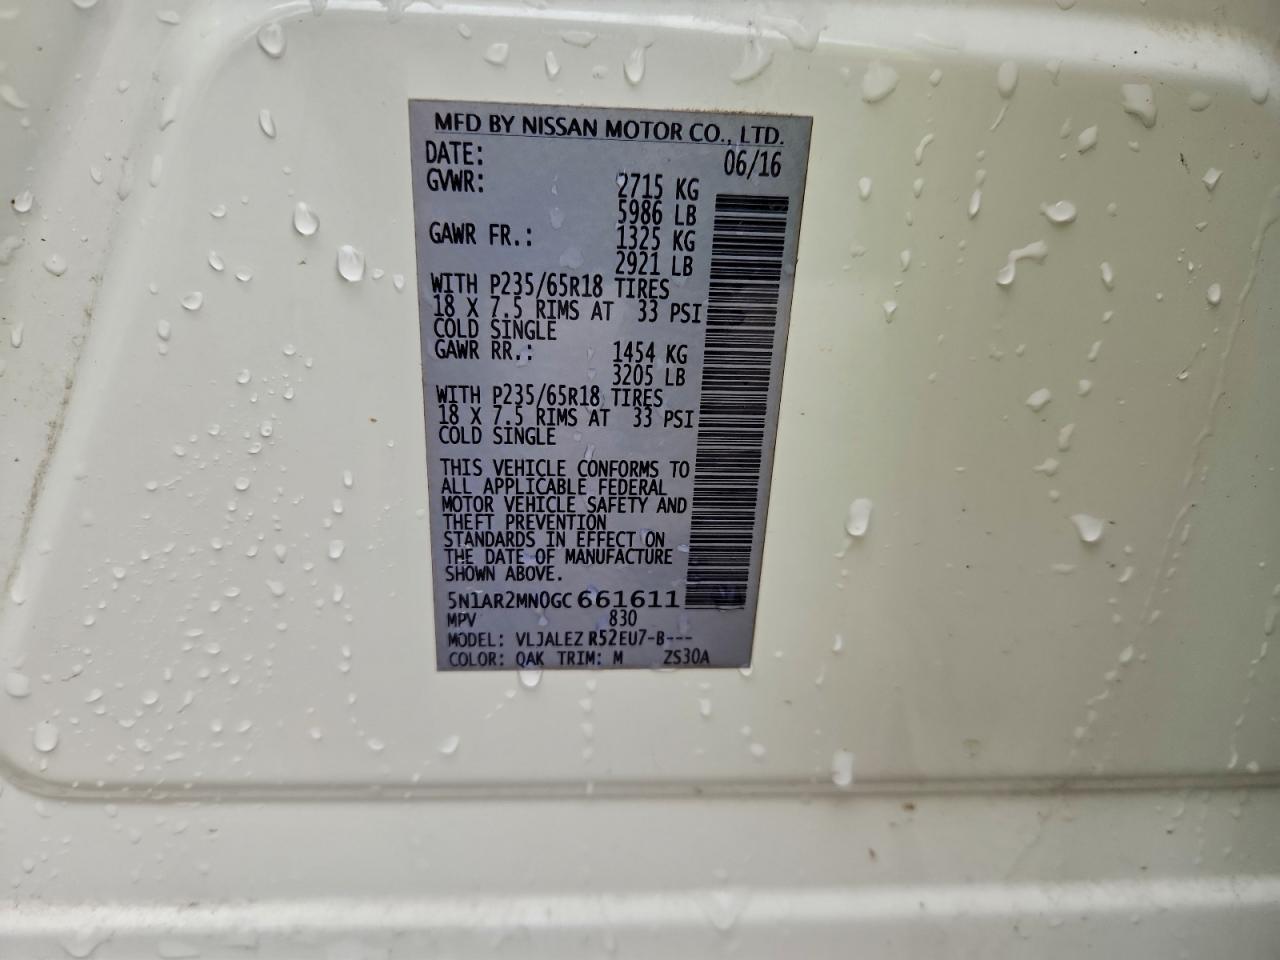 MFD BY NISSAN MOTOR CO., LTD.
DATE: 06/16
GVWR: 2715 KG
5986 LB
GAWR FR.: 1325 KG
2921 LB
WITH P235/65R18 TIRES
18 X 7.5 RIMS AT 33 PSI
COLD SINGLE
GAWR RR.: 1454 KG
3205 LB
WITH P235/65R18 TIRES
18 X 7.5 RIMS AT 33 PSI
COLD SINGLE
THIS VEHICLE CONFORMS TO
ALL APPLICABLE FEDERAL
MOTOR VEHICLE SAFETY AND
THEFT PREVENTION
STANDARDS IN EFFECT ON
THE DATE OF MANUFACTURE
SHOWN ABOVE.
5N1AR2MN0GC661611
MPV 830
MODEL: VLJALEZ R52EU7-B---
COLOR: QAK TRIM: M ZS30A